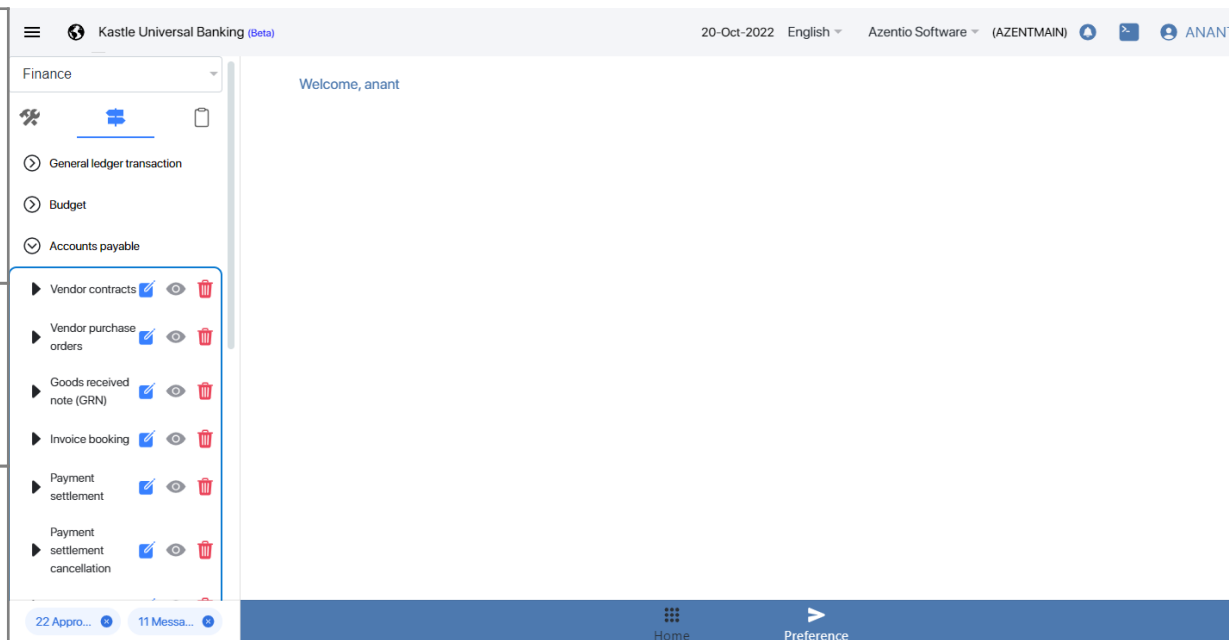 Kastle Universal Banking (Beta)
20-Oct-2022 English Azentio Software (AZENTMAIN) ANANT
Finance
Welcome, anant
General ledger transaction
Budget
Accounts payable
Vendor contracts
Vendor purchase
orders
Goods received
note (GRN)
Invoice booking
Payment
settlement
Payment
settlement
cancellation
22 Appro...
11 Messa...
Home
Preference